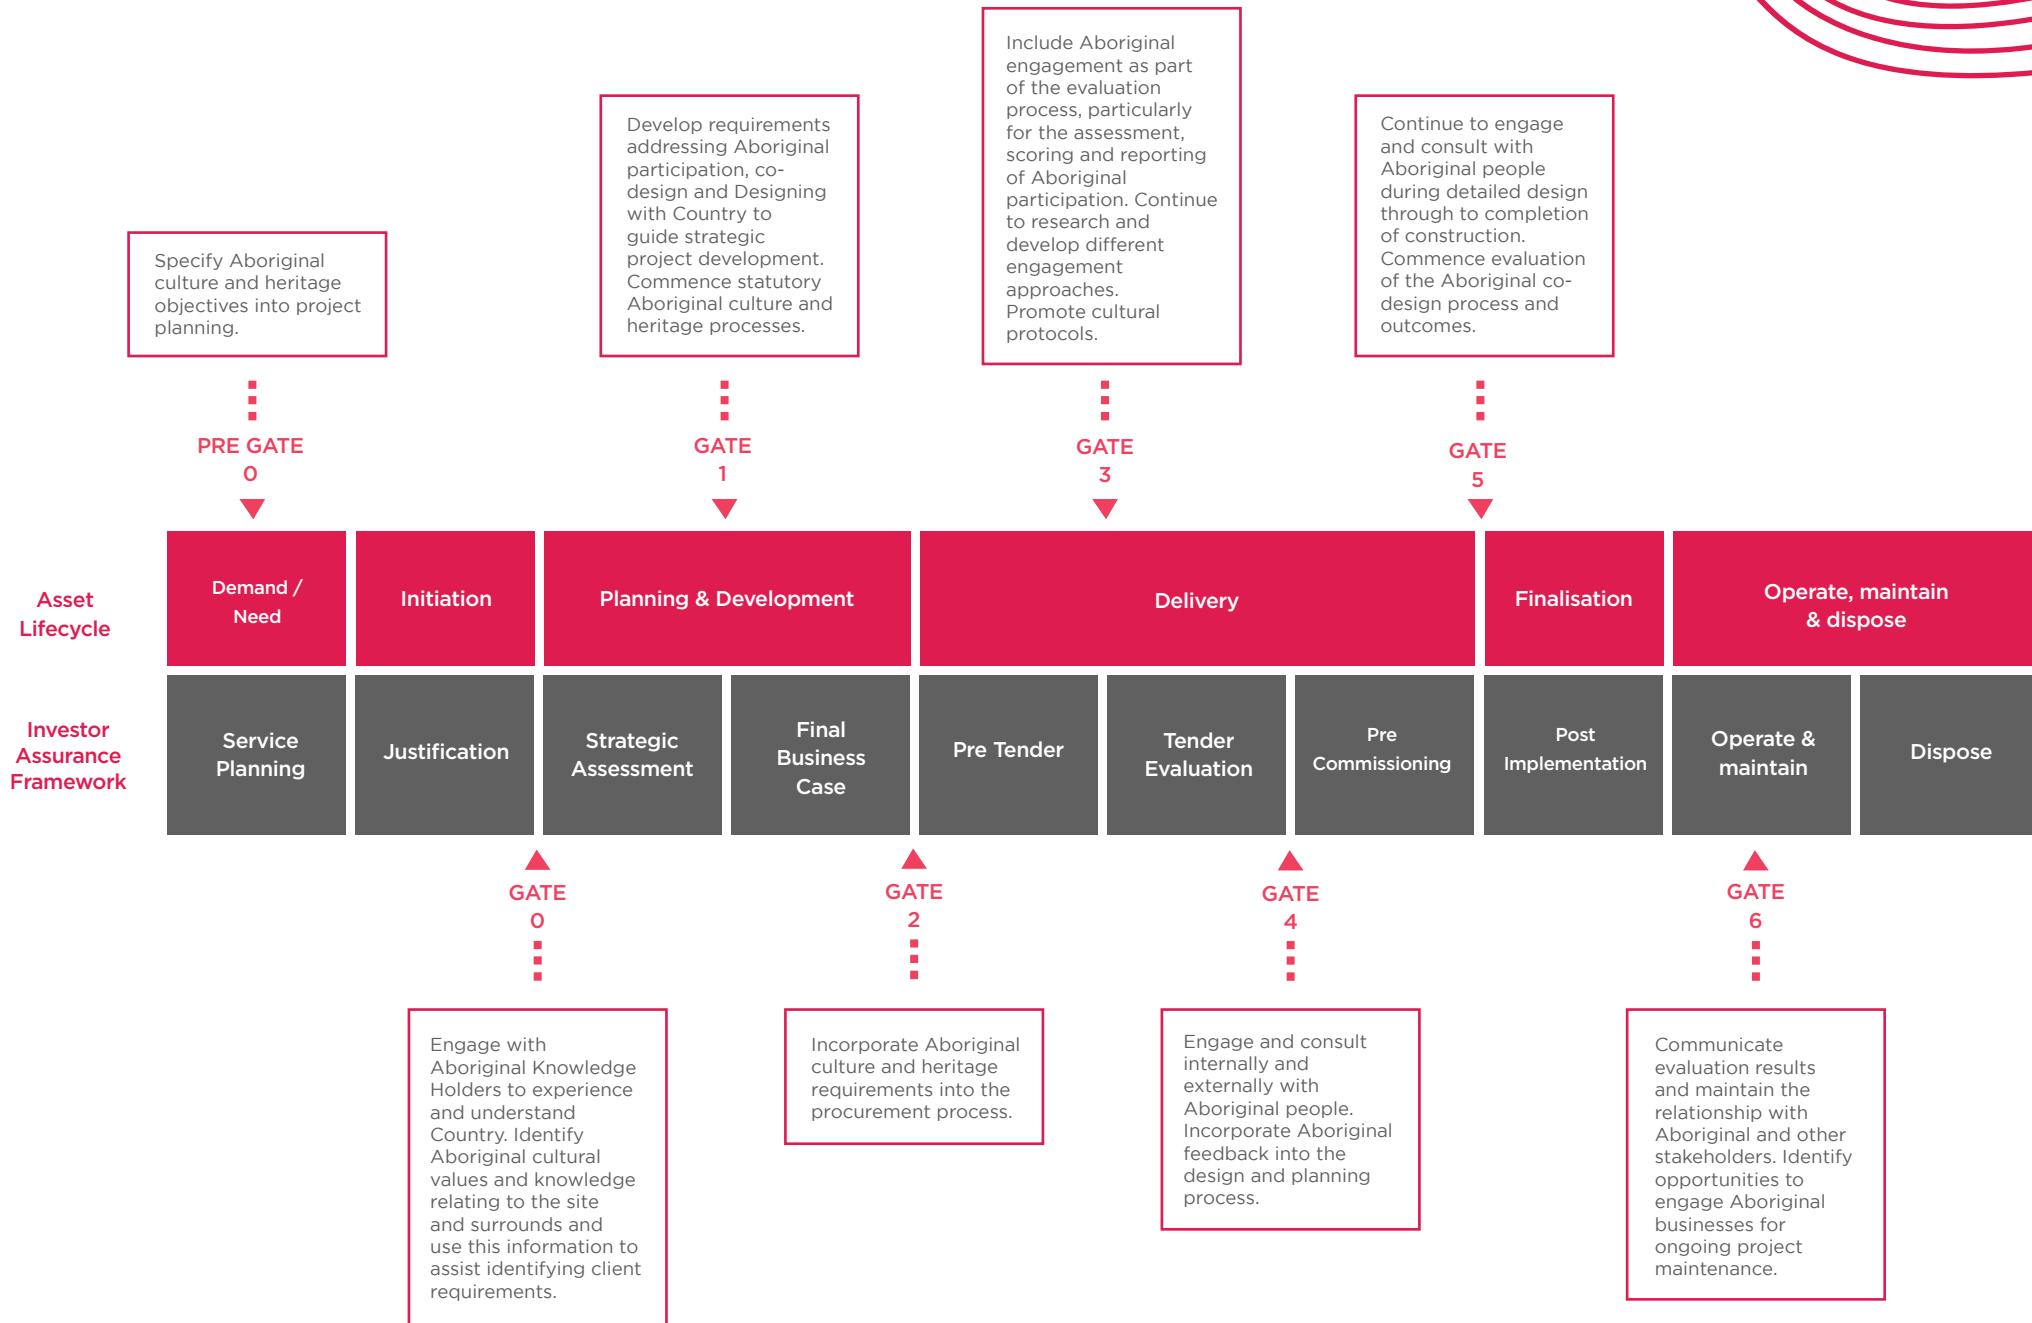 Specify Aboriginal
culture and heritage
objectives into project
planning.
Develop requirements
addressing Aboriginal
participation, co-
design and Designing
with Country to
guide strategic
project development.
Commence statutory
Aboriginal culture and
heritage processes.
Include Aboriginal
engagement as part
of the evaluation
process, particularly
for the assessment,
scoring and reporting
of Aboriginal
participation. Continue
to research and
develop different
engagement
approaches.
Promote cultural
protocols.
Continue to engage
and consult with
Aboriginal people
during detailed design
through to completion
of construction.
Commence evaluation
of the Aboriginal co-
design process and
outcomes.
PRE GATE
0
GATE
1
GATE
3
GATE
5
Asset
Lifecycle
Demand /
Need
Initiation
Planning & Development
Delivery
Finalisation
Operate, maintain
& dispose
Investor
Assurance
Framework
Service
Planning
Justification
Strategic
Assessment
Final
Business
Case
Pre Tender
Tender
Evaluation
Pre
Commissioning
Post
Implementation
Operate &
maintain
Dispose
GATE
0
GATE
2
GATE
4
GATE
6
Engage with
Aboriginal Knowledge
Holders to experience
and understand
Country. Identify
Aboriginal cultural
values and knowledge
relating to the site
and surrounds and
use this information to
assist identifying client
requirements.
Incorporate Aboriginal
culture and heritage
requirements into the
procurement process.
Engage and consult
internally and
externally with
Aboriginal people.
Incorporate Aboriginal
feedback into the
design and planning
process.
Communicate
evaluation results
and maintain the
relationship with
Aboriginal and other
stakeholders. Identify
opportunities to
engage Aboriginal
businesses for
ongoing project
maintenance.